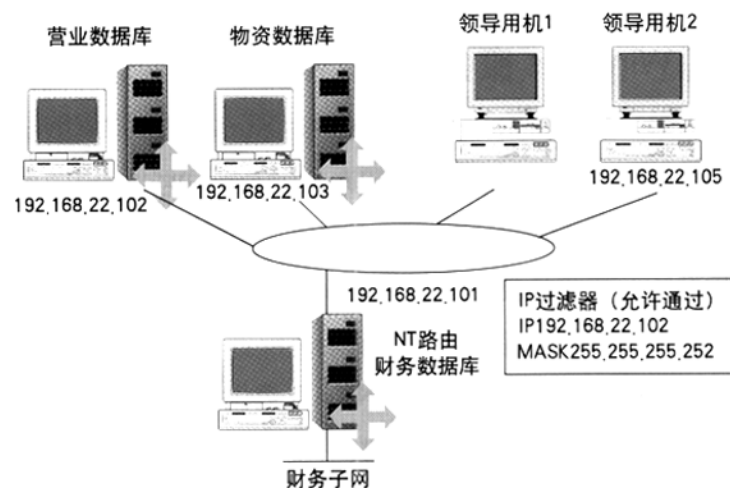 营业数据库
物资数据库
领导用机1
领导用机2
192,168,22,102
192,168,22,103
192,168,22,105
192,168,22,101
IP过滤器（允许通过）
IP192,168,22,102
MASK255,255,255,252
NT路由
财务数据库
财务子网